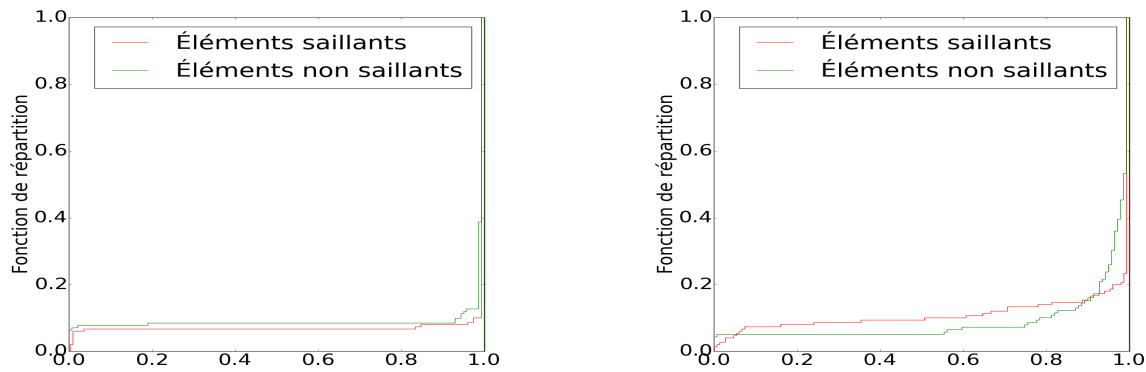 1.0
Éléments saillants
Éléments non saillants
0.8
0.6
0.4
0.2
0.0
Fonction de répartition
0.0 0.2 0.4 0.6 0.8 1.0
1.0
Éléments saillants
Éléments non saillants
0.8
0.6
0.4
0.2
0.0
Fonction de répartition
0.0 0.2 0.4 0.6 0.8 1.0